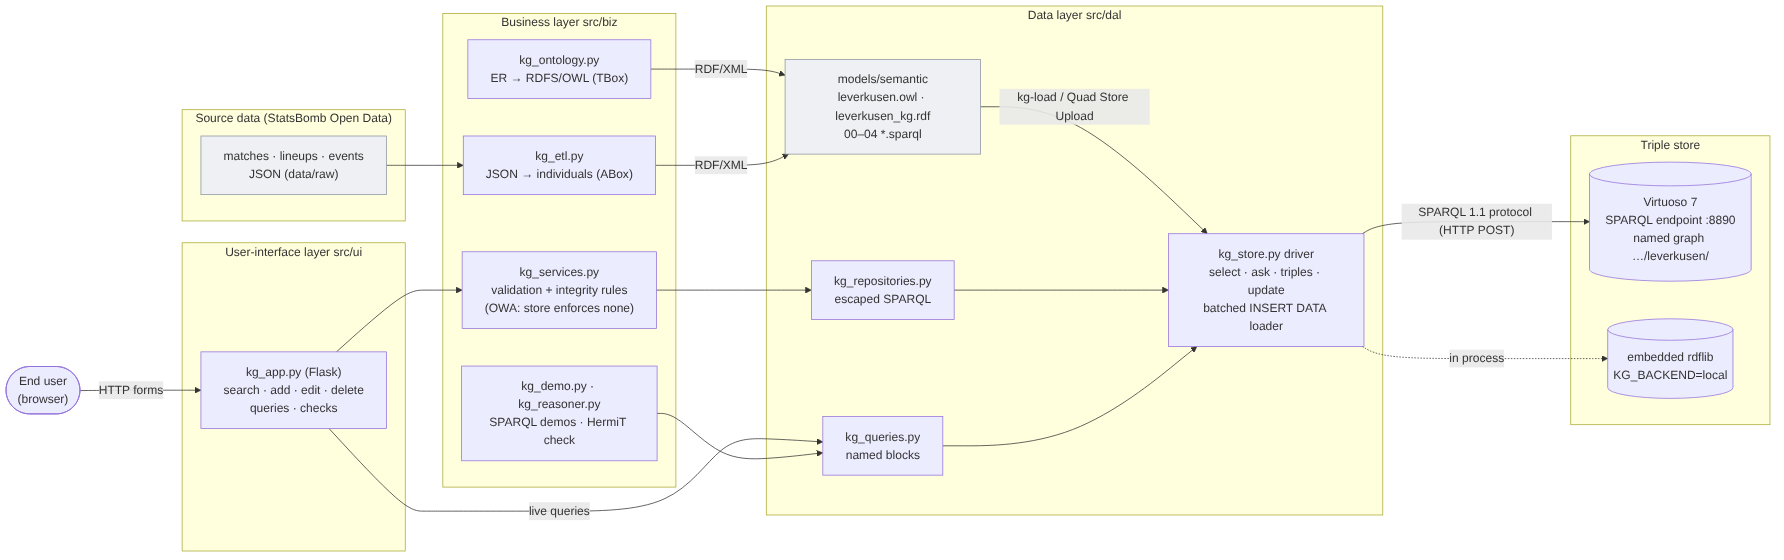 Source data (StatsBomb Open Data)
matches · lineups · events
JSON (data/raw)
User-interface layer src/ui
End user
(browser)
HTTP forms
kg_app.py (Flask)
search · add · edit · delete
queries · checks
live queries
Business layer src/biz
kg_ontology.py
ER → RDFS/OWL (TBox)
kg_etl.py
JSON → individuals (ABox)
kg_services.py
validation + integrity rules
(OWA: store enforces none)
kg_demo.py ·
kg_reasoner.py
SPARQL demos · HermiT
check
RDF/XML
RDF/XML
Data layer src/dal
models/semantic
leverkusen.owl ·
leverkusen_kg.rdf
00–04 *.sparql
kg-load / Quad Store
Upload
kg_repositories.py
escaped SPARQL
kg_queries.py
named blocks
kg_store.py driver
select · ask · triples ·
update
batched INSERT DATA
loader
SPARQL 1.1 protocol
(HTTP POST)
in process
Triple store
Virtuoso 7
SPARQL endpoint :8890
named graph
…/leverkusen/
embedded rdflib
KG_BACKEND=local